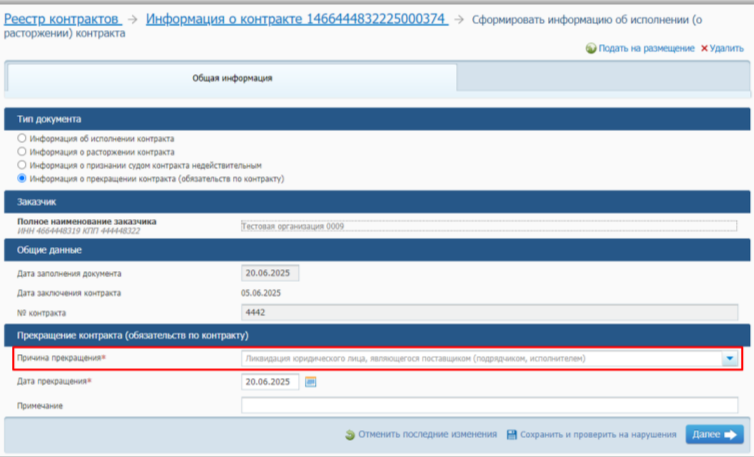 Реестр контрактов → Информация о контракте 1466444832225000374 → Сформировать информацию об исполнении (о
расторжении) контракта
Подать на размещение Удалить
Общая информация
Тип документа
Информация об исполнении контракта
Информация о расторжении контракта
Информация о признании судом контракта недействительным
Информация о прекращении контракта (обязательств по контракту)
Заказчик
Полное наименование заказчика
ИНН 4664448319 КПП 444448322
Тестовая организация 0009
Общие данные
Дата заполнения документа 20.06.2025
Дата заключения контракта 05.06.2025
№ контракта 4442
Прекращение контракта (обязательств по контракту)
Причина прекращения* Ликвидация юридического лица, являющегося поставщиком (подрядчиком, исполнителем)
Дата прекращения* 20.06.2025
Примечание
Отменить последние изменения Сохранить и проверить на нарушения Далее